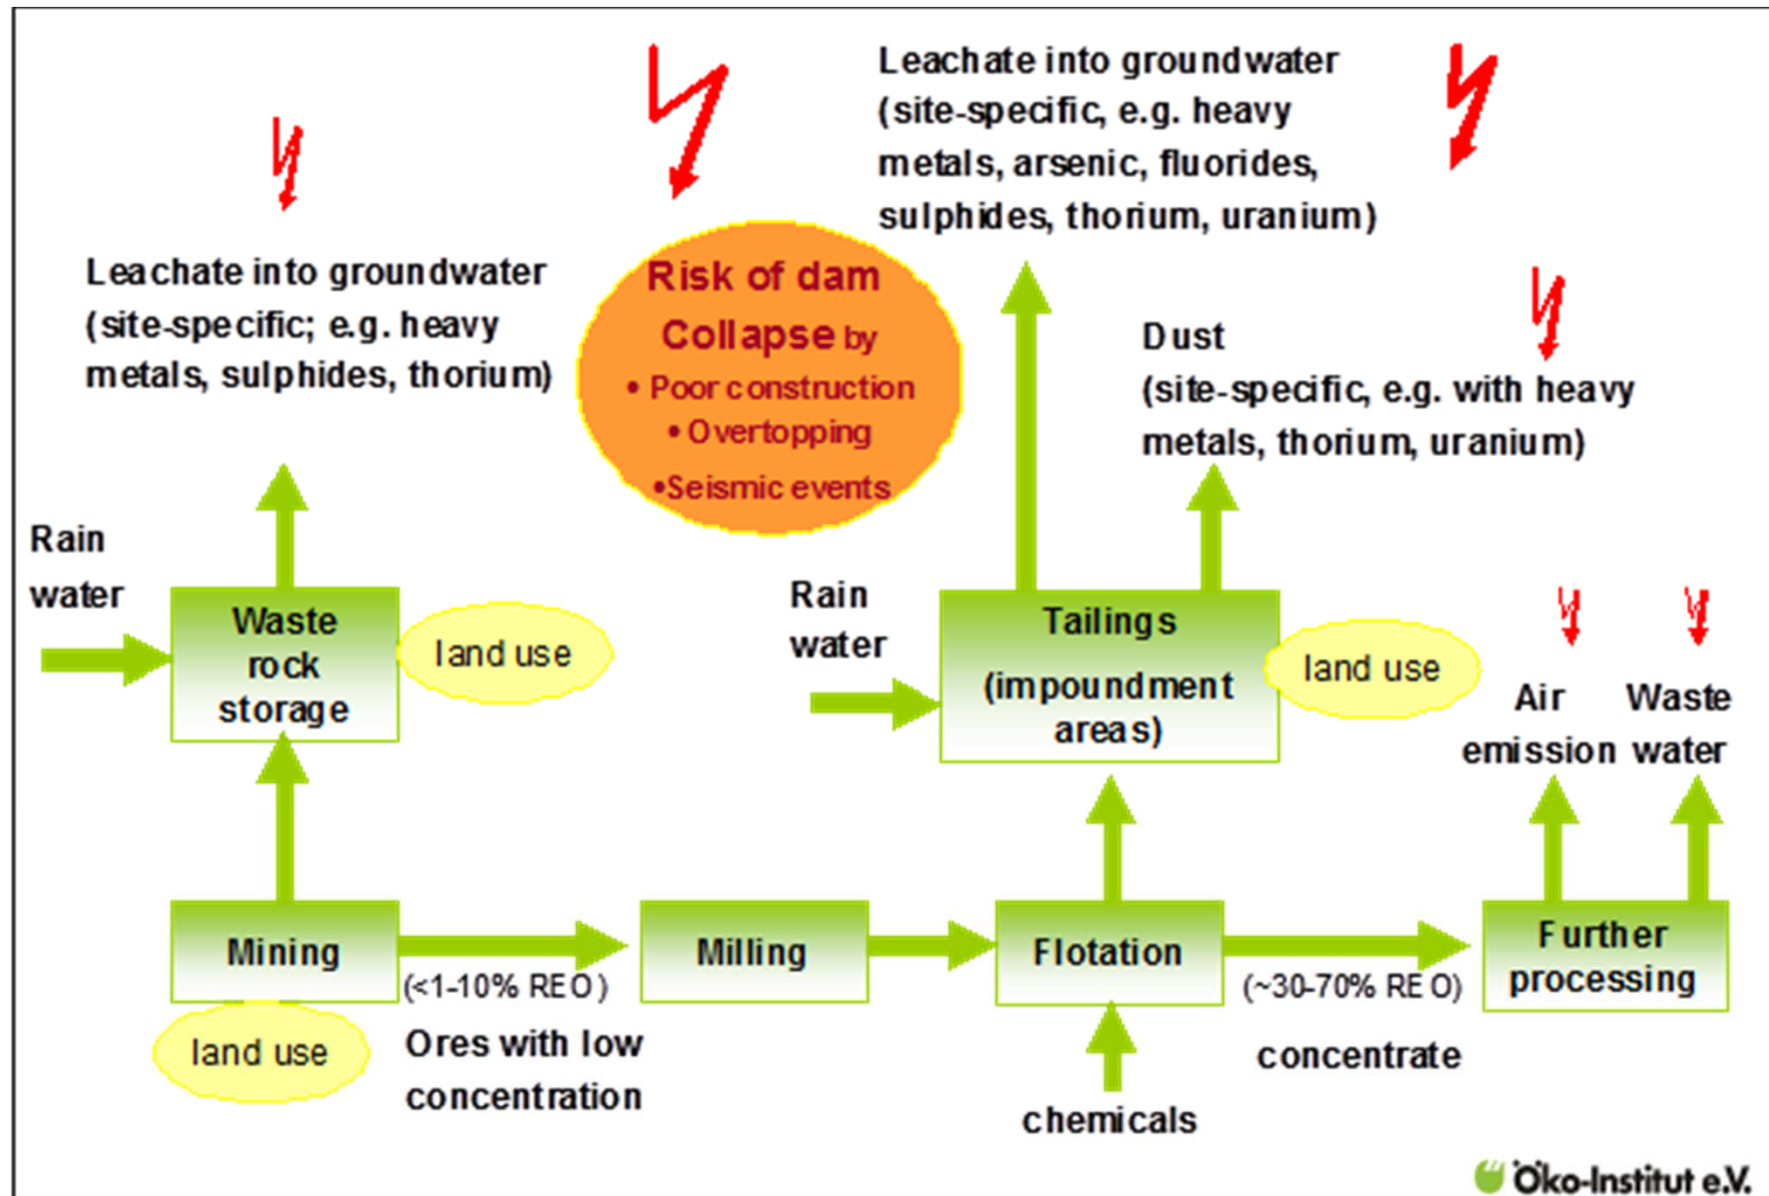 Leachate into groundwater
(site-specific; e.g. heavy
metals, sulphides, thorium)
Risk of dam
Collapse by
• Poor construction
• Overtopping
•Seismic events
Leachate into groundwater
(site-specific, e.g. heavy
metals, arsenic, fluorides,
sulphides, thorium, uranium)
Dust
(site-specific, e.g. with heavy
metals, thorium, uranium)
Rain
water
Waste
rock
storage
land use
Rain
water
Tailings
(impoundment
areas)
land use
Air
emission
Waste
water
Mining
land use
(<1-10% REO)
Ores with low
concentration
Milling
Flotation
chemicals
(~30-70% REO)
concentrate
Further
processing
Öko-Institut e.V.